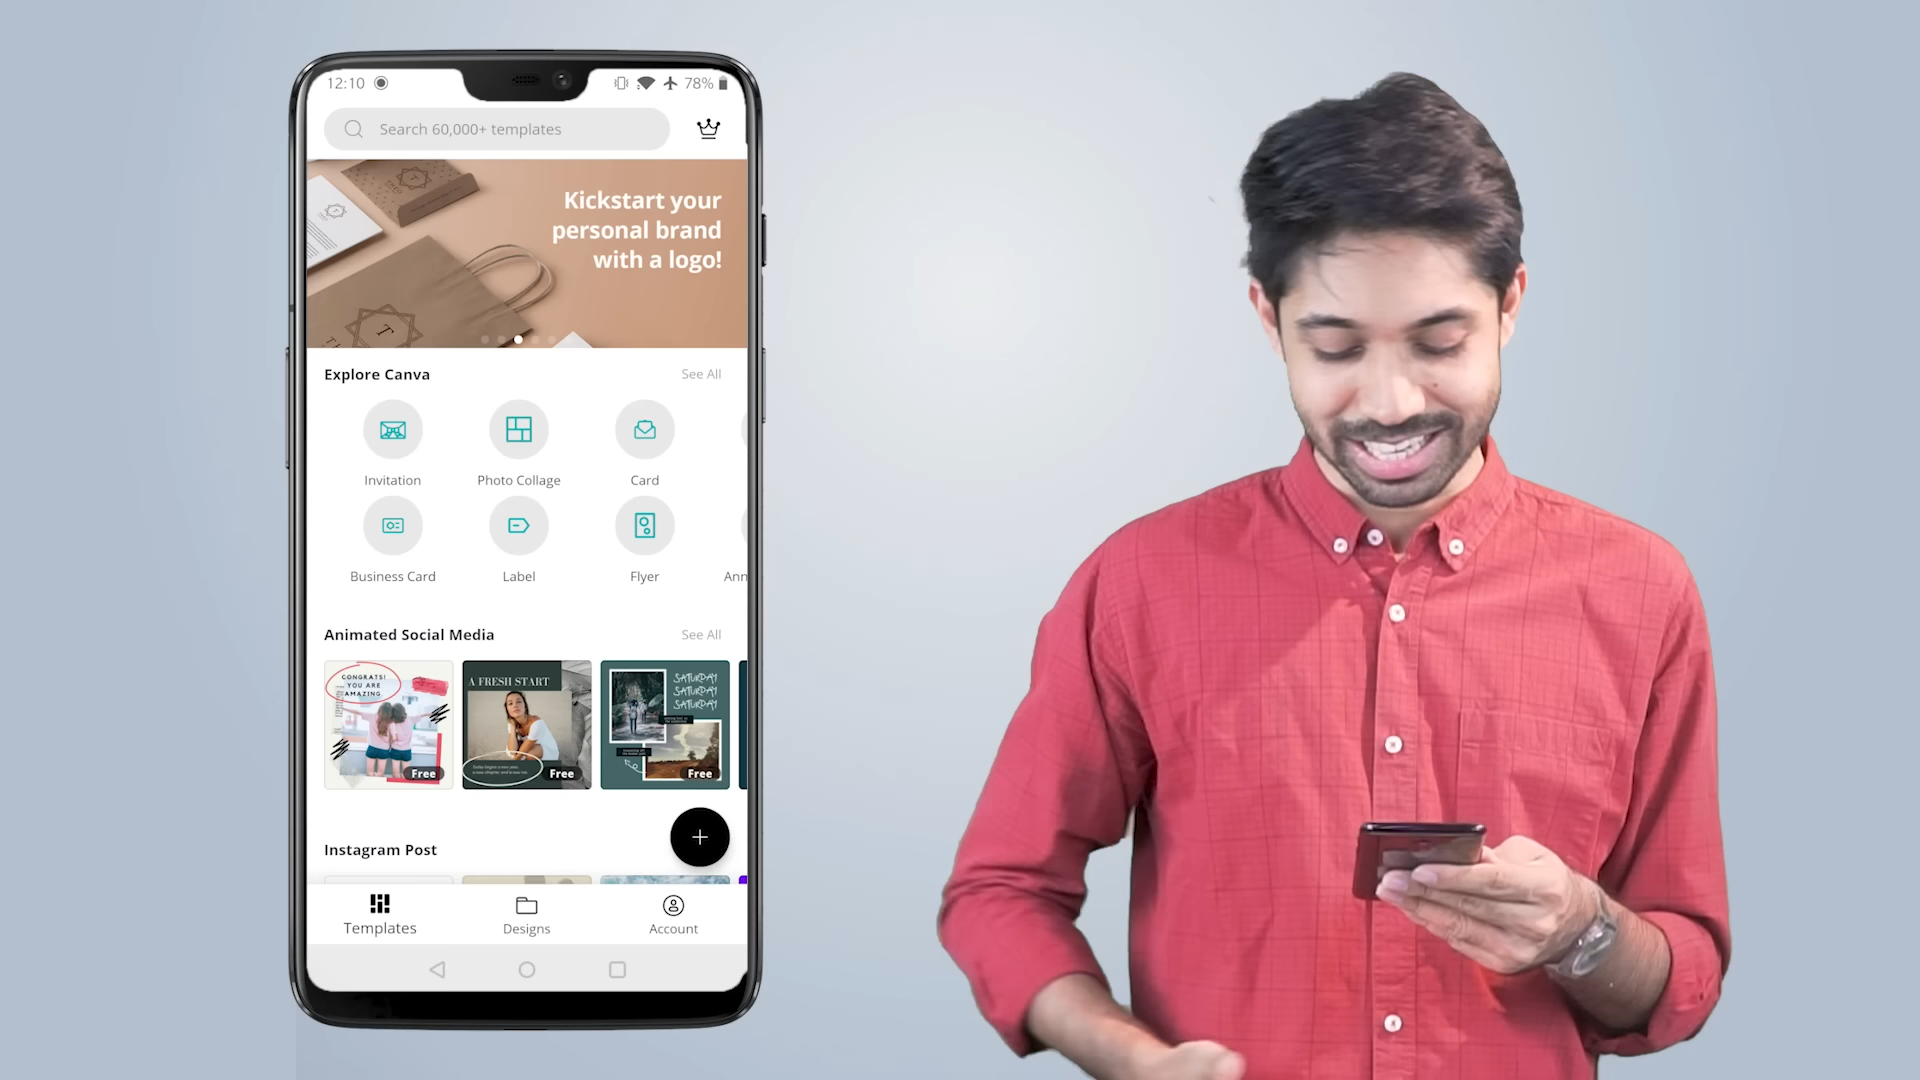 12:10
78%
Search 60,000+ templates
Kickstart your
personal brand
with a logo!
T
Explore Canva
See All
Invitation
Photo Collage
Card
Business Card
Label
Flyer
Ann
Animated Social Media
See All
CONGRATS!
YOU ARE
AMAZING
Free
A FRESH START
Free
SATURDAY
SATURDAY
SATURDAY
Free
Instagram Post
Templates
Designs
Account